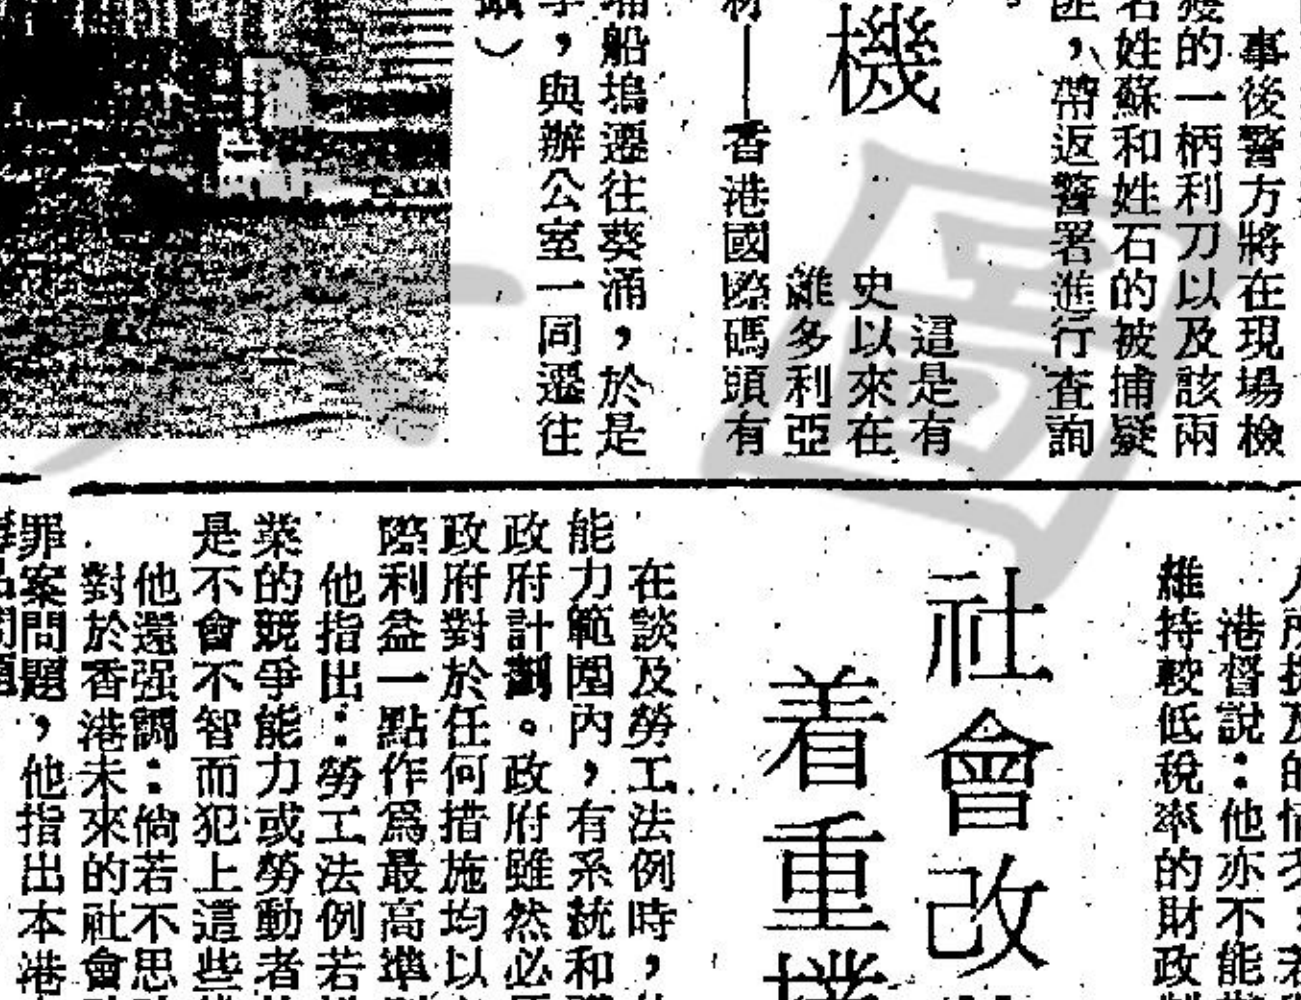 事後警方將在現場檢
獲的一柄利刀以及該兩
名姓蘇和姓石的被捕疑
匪，帶返警署進行查詢
機
這是有
史以來在
維多利亞
香港國際碼頭有
船塢遷往葵涌，於是
，與辦公室一同遷往
港督說：他亦不能
維持較低稅率的財政
社會改
着重撲
在談及勞工法例時，
能力範圍內，有系統和
政府計劃。政府雖然必
政府對於任何措施均以
際利益一點作爲最高準
他指出：勞工法例若
業的競爭能力或勞動者
是不會不智而犯上這些
他還强調：倘若不思
對於香港未來的社會
罪案問題，他指出本港
圖